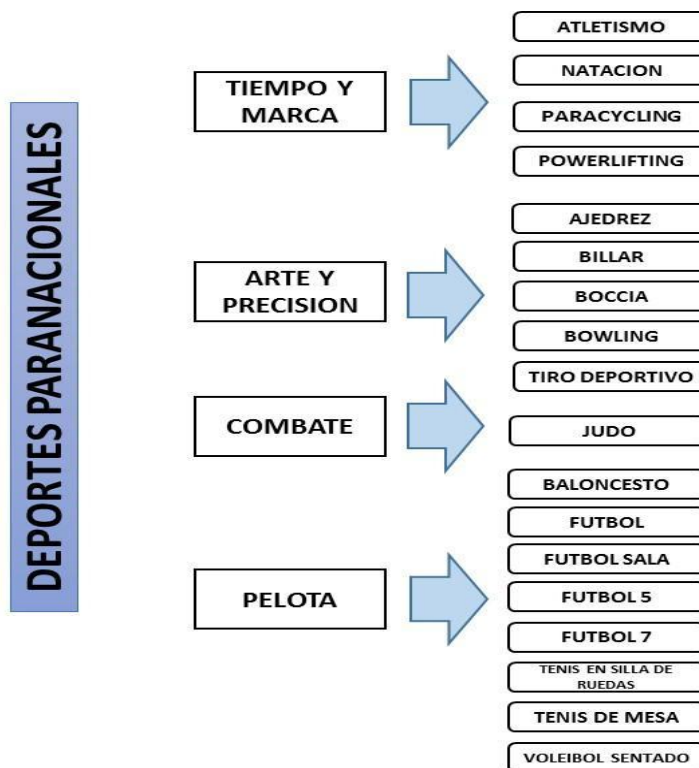 DEPORTES PARANACIONALES
TIEMPO Y
MARCA
ATLETISMO
NATACION
PARACYCLING
POWERLIFTING
ARTE Y
PRECISION
AJEDREZ
BILLAR
BOCCIA
BOWLING
TIRO DEPORTIVO
COMBATE
JUDO
PELOTA
BALONCESTO
FUTBOL
FUTBOL SALA
FUTBOL 5
FUTBOL 7
TENIS EN SILLA DE
RUEDAS
TENIS DE MESA
VOLEIBOL SENTADO